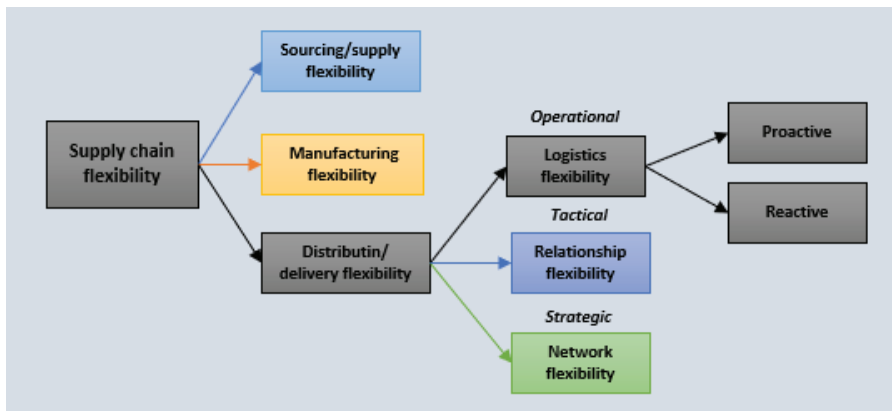 Supply chain
flexibility
Sourcing/supply
flexibility
Manufacturing
flexibility
Distributin/
delivery flexibility
Operational
Logistics
flexibility
Tactical
Relationship
flexibility
Strategic
Network
flexibility
Proactive
Reactive